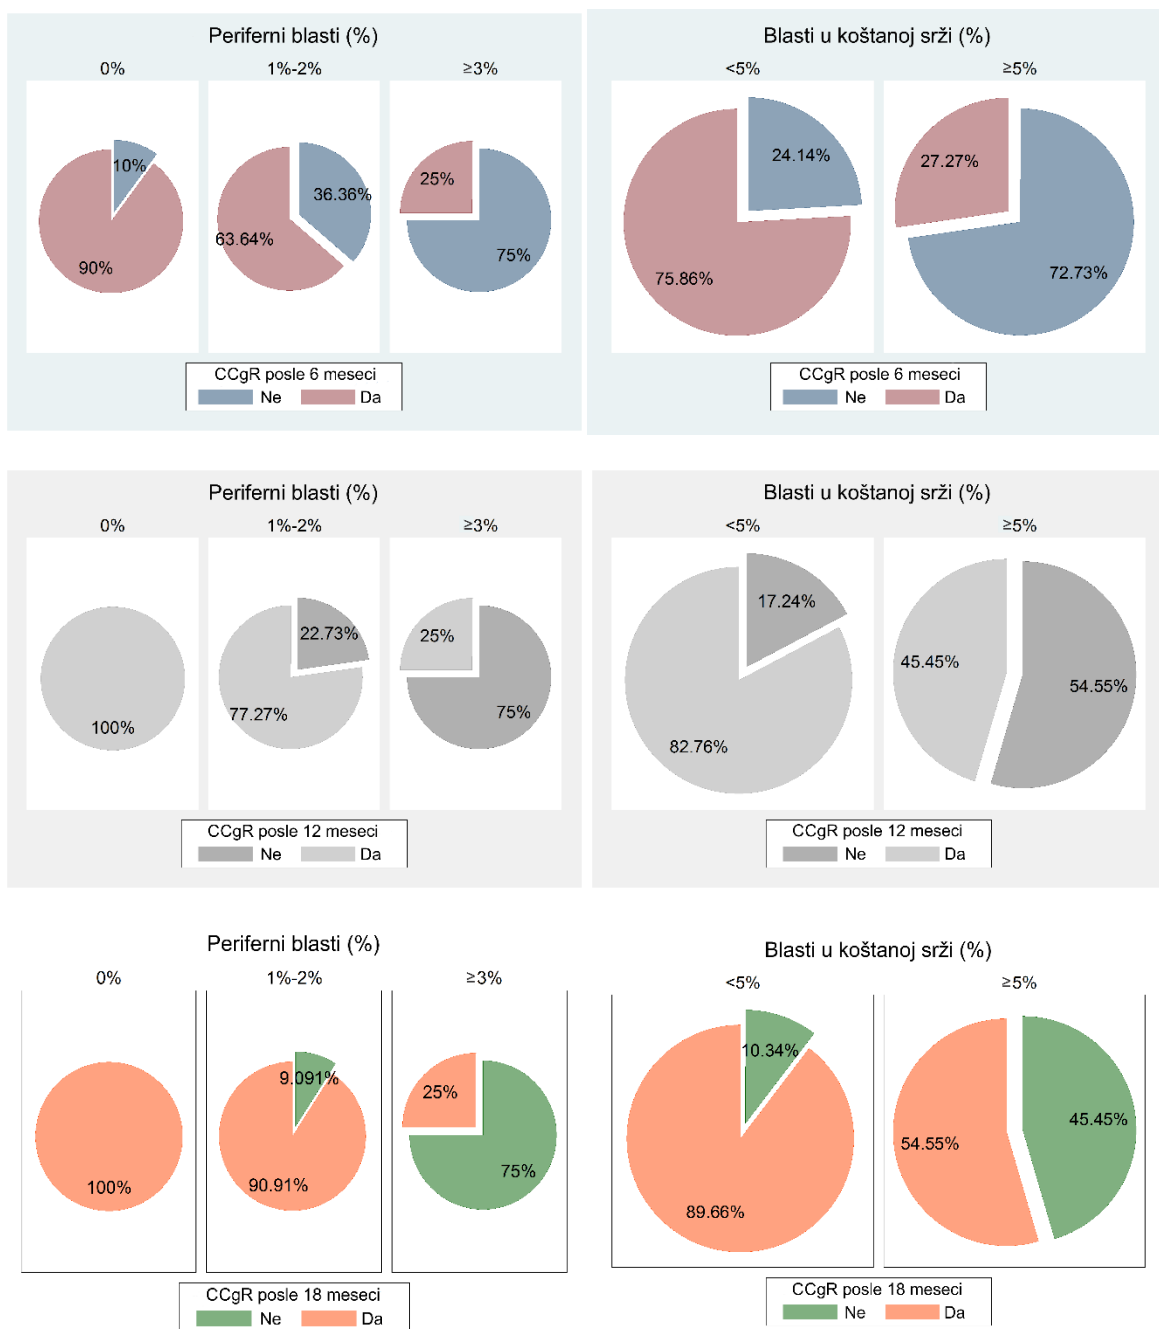 Periferni blasti (%)
0% 1%-2% ≥3%
10%
90%
36.36%
63.64%
25%
75%
CCgR posle 6 meseci
Ne Da
Blasti u koštanoj srži (%)
<5% ≥5%
24.14%
75.86%
27.27%
72.73%
CCgR posle 6 meseci
Ne Da
Periferni blasti (%)
0% 1%-2% ≥3%
100%
22.73%
77.27%
25%
75%
CCgR posle 12 meseci
Ne Da
Blasti u koštanoj srži (%)
<5% ≥5%
17.24%
82.76%
45.45%
54.55%
CCgR posle 12 meseci
Ne Da
Periferni blasti (%)
0% 1%-2% ≥3%
100%
9.091%
90.91%
25%
75%
CCgR posle 18 meseci
Ne Da
Blasti u koštanoj srži (%)
<5% ≥5%
10.34%
89.66%
54.55%
45.45%
CCgR posle 18 meseci
Ne Da